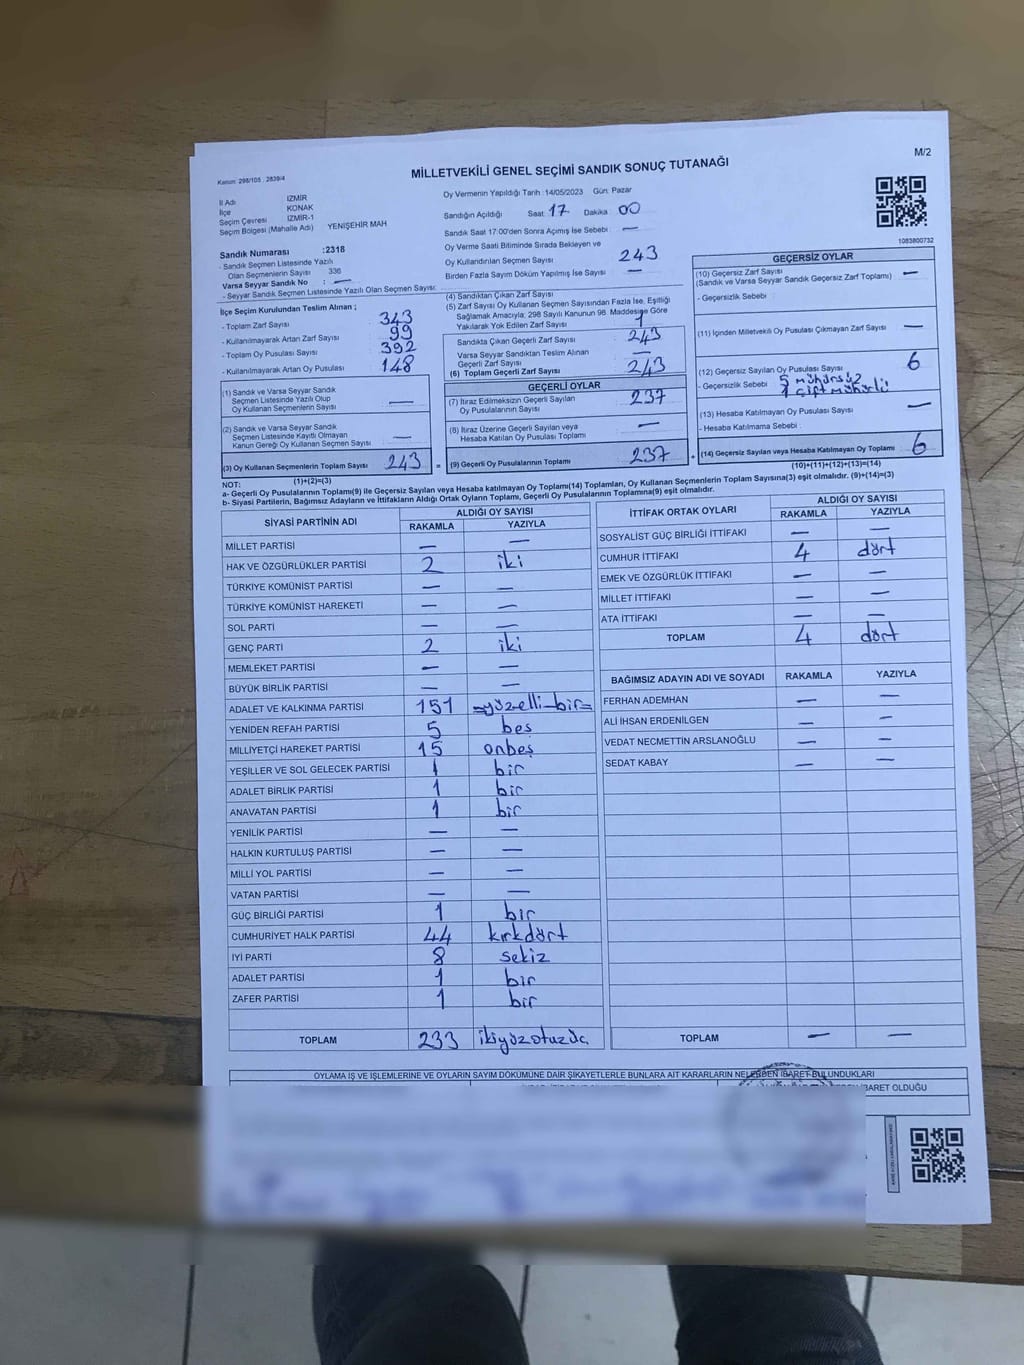 M/2
MİLLETVEKİLİ GENEL SEÇİMİ SANDIK SONUÇ TUTANAĞI
Kanun: 298/105 : 2839/4
İl Adı İZMİR
İlçe KONAK
Seçim Çevresi İZMİR-1
Seçim Bölgesi (Mahalle Adı) YENİŞEHİR MAH
Sandık Numarası :2318
- Sandık Seçmen Listesinde Yazılı
Olan Seçmenlerin Sayısı 336
Varsa Seyyar Sandık No : —
- Seyyar Sandık Seçmen Listesinde Yazılı Olan Seçmen Sayısı:
Oy Vermenin Yapıldığı Tarih :14/05/2023 Gün: Pazar
Sandığın Açıldığı Saat: 17 Dakika 00
Sandık Saat 17:00'den Sonra Açılmış İse Sebebi : —
Oy Verme Saati Bitiminde Sırada Bekleyen ve
Oy Kullandırılan Seçmen Sayısı 243
Birden Fazla Sayım Döküm Yapılmış İse Sayısı : —
1083800732
İlçe Seçim Kurulundan Teslim Alınan ;
- Toplam Zarf Sayısı 343
- Kullanılmayarak Artan Zarf Sayısı 99
- Toplam Oy Pusulası Sayısı 392
- Kullanılmayarak Artan Oy Pusulası 148
(1) Sandık ve Varsa Seyyar Sandık
Seçmen Listesinde Yazılı Olup
Oy Kullanan Seçmenlerin Sayısı —
(2) Sandık ve Varsa Seyyar Sandık
Seçmen Listesinde Kayıtlı Olmayan
Kanun Gereği Oy Kullanan Seçmen Sayısı —
(3) Oy Kullanan Seçmenlerin Toplam Sayısı 243
(1)+(2)=(3)
(4) Sandıktan Çıkan Zarf Sayısı
(5) Zarf Sayısı Oy Kullanan Seçmen Sayısından Fazla İse, Eşitliği
Sağlamak Amacıyla, 298 Sayılı Kanunun 98. Maddesine Göre
Yakılarak Yok Edilen Zarf Sayısı 1
Sandıkta Çıkan Geçerli Zarf Sayısı 243
Varsa Seyyar Sandıktan Teslim Alınan
Geçerli Zarf Sayısı —
(6) Toplam Geçerli Zarf Sayısı 243
GEÇERLİ OYLAR
(7) İtiraz Edilmeksizin Geçerli Sayılan
Oy Pusulalarının Sayısı 237
(8) İtiraz Üzerine Geçerli Sayılan veya
Hesaba Katılan Oy Pusulası Toplamı —
= (9) Geçerli Oy Pusulalarının Toplamı 237
GEÇERSİZ OYLAR
(10) Geçersiz Zarf Sayısı
(Sandık ve Varsa Seyyar Sandık Geçersiz Zarf Toplamı) —
- Geçersizlik Sebebi :
(11) İçinden Milletvekili Oy Pusulası Çıkmayan Zarf Sayısı —
(12) Geçersiz Sayılan Oy Pusulası Sayısı 6
- Geçersizlik Sebebi : 5 mühürsüz
1 çift mühürlü
(13) Hesaba Katılmayan Oy Pusulası Sayısı —
- Hesaba Katılmama Sebebi :
+ (14) Geçersiz Sayılan veya Hesaba Katılmayan Oy Toplamı 6
(10)+(11)+(12)+(13)=(14)
NOT:
a- Geçerli Oy Pusulalarının Toplamı(9) ile Geçersiz Sayılan veya Hesaba katılmayan Oy Toplamı(14) Toplamları, Oy Kullanan Seçmenlerin Toplam Sayısına(3) eşit olmalıdır. (9)+(14)=(3)
b- Siyasi Partilerin, Bağımsız Adayların ve İttifakların Aldığı Ortak Oyların Toplamı, Geçerli Oy Pusulalarının Toplamına(9) eşit olmalıdır.
SİYASİ PARTİNİN ADI ALDIĞI OY SAYISI
RAKAMLA YAZIYLA
MİLLET PARTİSİ — —
HAK VE ÖZGÜRLÜKLER PARTİSİ 2 iki
TÜRKİYE KOMÜNİST PARTİSİ — —
TÜRKİYE KOMÜNİST HAREKETİ — —
SOL PARTİ — —
GENÇ PARTİ 2 iki
MEMLEKET PARTİSİ — —
BÜYÜK BİRLİK PARTİSİ — —
ADALET VE KALKINMA PARTİSİ 151 =yüzelli-bir=
YENİDEN REFAH PARTİSİ 5 beş
MİLLİYETÇİ HAREKET PARTİSİ 15 onbeş
YEŞİLLER VE SOL GELECEK PARTİSİ 1 bir
ADALET BİRLİK PARTİSİ 1 bir
ANAVATAN PARTİSİ 1 bir
YENİLİK PARTİSİ — —
HALKIN KURTULUŞ PARTİSİ — —
MİLLİ YOL PARTİSİ — —
VATAN PARTİSİ — —
GÜÇ BİRLİĞİ PARTİSİ 1 bir
CUMHURİYET HALK PARTİSİ 44 kırkdört
İYİ PARTİ 8 sekiz
ADALET PARTİSİ 1 bir
ZAFER PARTİSİ 1 bir
TOPLAM 233 ikiyüzotuzüç
İTTİFAK ORTAK OYLARI ALDIĞI OY SAYISI
RAKAMLA YAZIYLA
SOSYALİST GÜÇ BİRLİĞİ İTTİFAKI — —
CUMHUR İTTİFAKI 4 dört
EMEK VE ÖZGÜRLÜK İTTİFAKI — —
MİLLET İTTİFAKI — —
ATA İTTİFAKI — —
TOPLAM 4 dört
BAĞIMSIZ ADAYIN ADI VE SOYADI RAKAMLA YAZIYLA
FERHAN ADEMHAN — —
ALİ İHSAN ERDENİLGEN — —
VEDAT NECMETTİN ARSLANOĞLU — —
SEDAT KABAY — —
TOPLAM — —
OYLAMA İŞ VE İŞLEMLERİNE VE OYLARIN SAYIM DÖKÜMÜNE DAİR ŞİKAYETLERLE BUNLARA AİT KARARLARIN NELERDEN İBARET BULUNDUKLARI
İBARET OLDUĞU